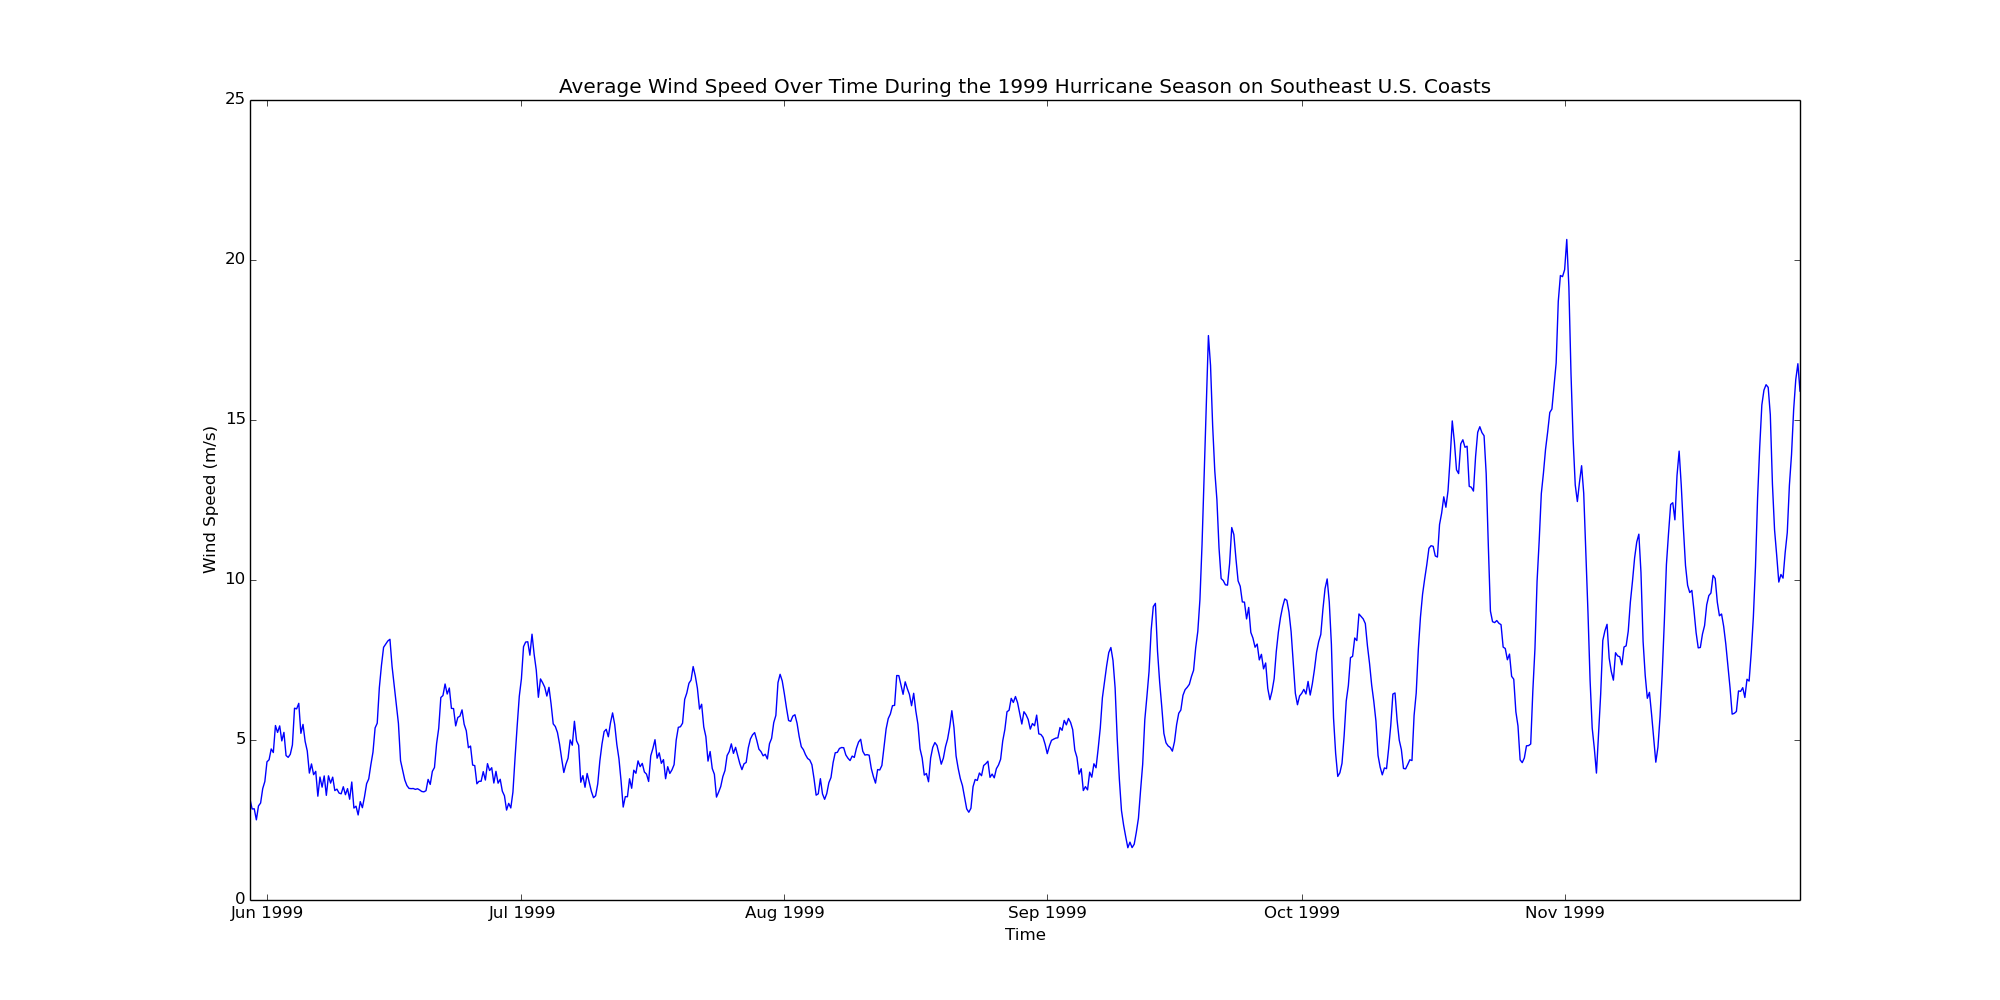 Average Wind Speed Over Time During the 1999 Hurricane Season on Southeast U.S. Coasts
25
20
15
10
5
0
Wind Speed (m/s)
Jun 1999 Jul 1999 Aug 1999 Sep 1999 Oct 1999 Nov 1999
Time